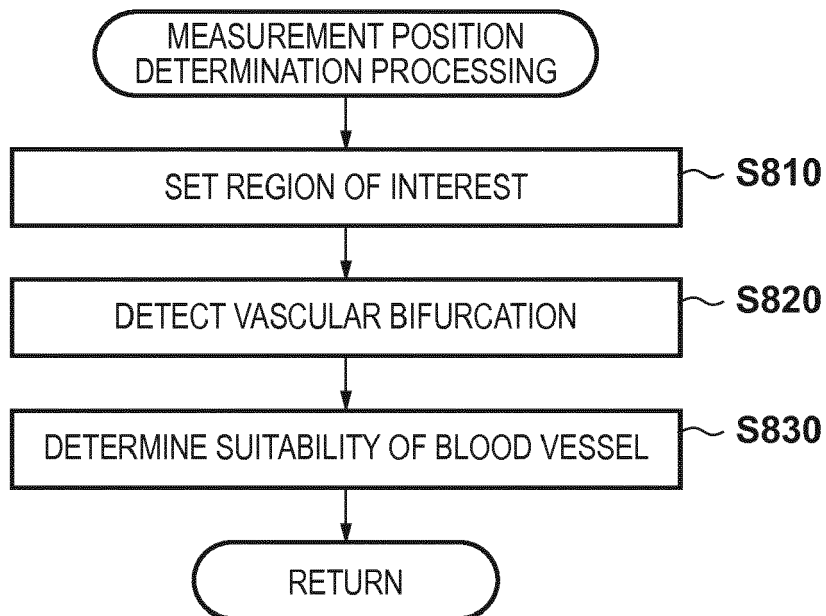 MEASUREMENT POSITION
DETERMINATION PROCESSING
SET REGION OF INTEREST
S810
DETECT VASCULAR BIFURCATION
S820
DETERMINE SUITABILITY OF BLOOD VESSEL
S830
RETURN